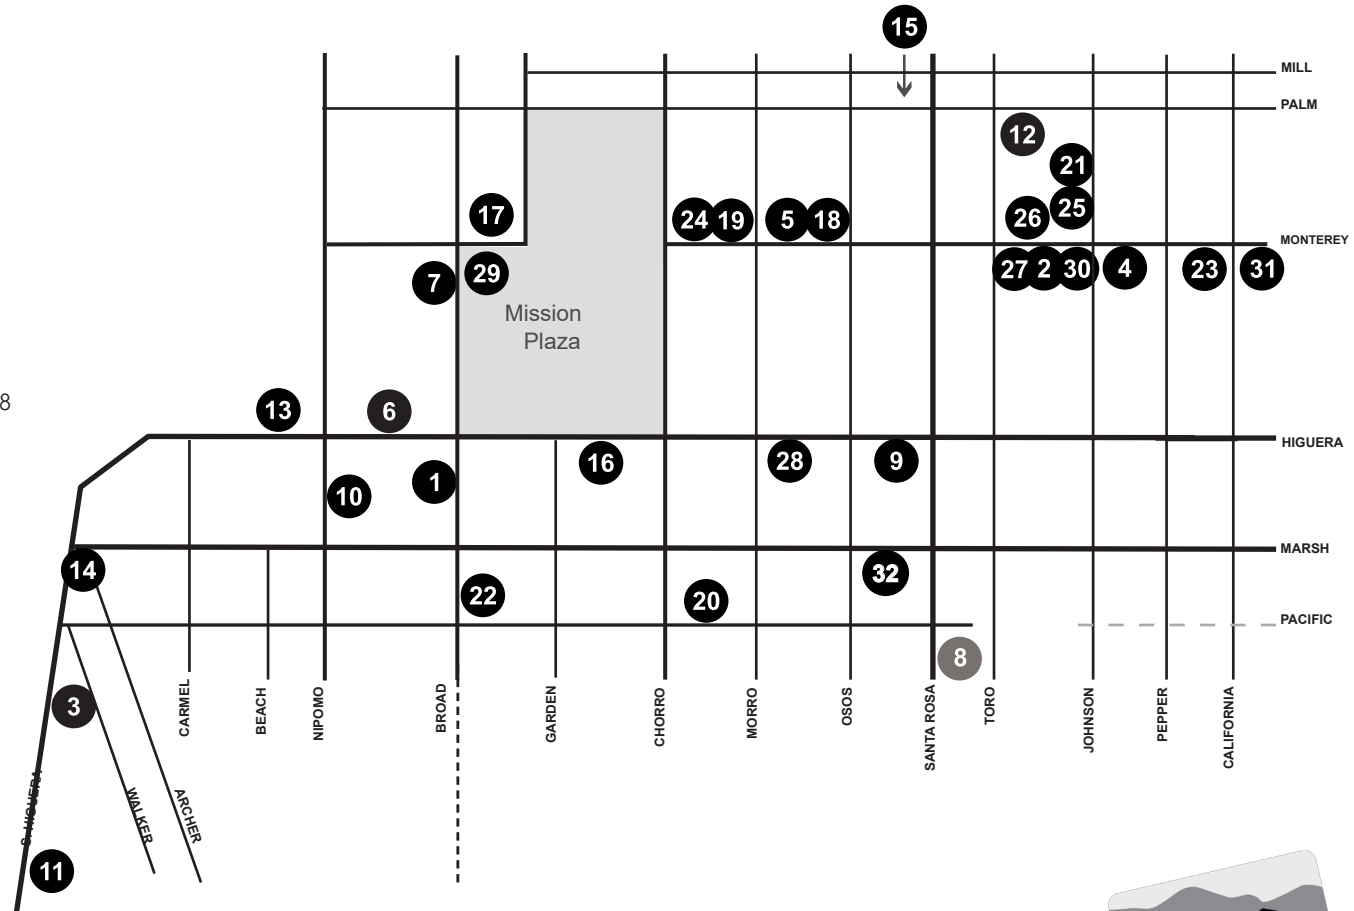 15
MILL
PALM
12
21
17
24 19 5 18
26 25
MONTEREY
7 29
27 2 30 4 23 31
Mission
Plaza
8
13 6
HIGUERA
16 28 9
10 1
MARSH
14
32
22 20
PACIFIC
8
3
CARMEL
BEACH
NIPOMO
BROAD
GARDEN
CHORRO
MORRO
OSOS
SANTA ROSA
TORO
JOHNSON
PEPPER
CALIFORNIA
S. HIGUERA
WALKER
ARCHER
11